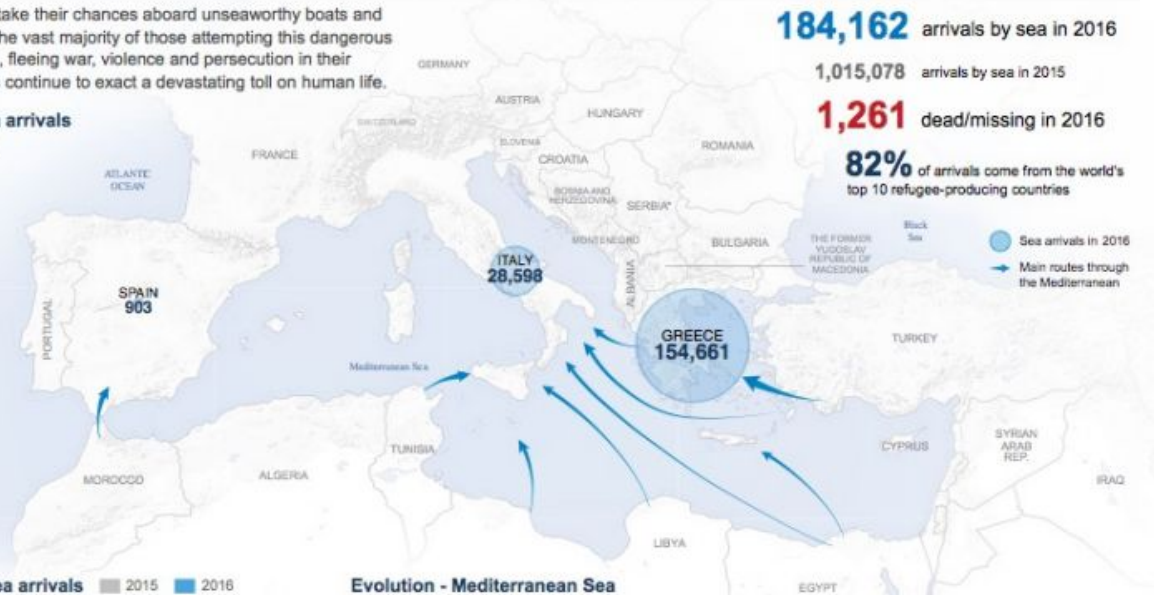 take their chances aboard unseaworthy boats and
he vast majority of those attempting this dangerous
, fleeing war, violence and persecution in their
continue to exact a devastating toll on human life.
184,162 arrivals by sea in 2016
1,015,078 arrivals by sea in 2015
1,261 dead/missing in 2016
82% of arrivals come from the world's
top 10 refugee-producing countries
Sea arrivals in 2016
Main routes through
the Mediterranean
arrivals
GERMANY
AUSTRIA
SWITZERLAND
HUNGARY
SLOVENIA
ROMANIA
FRANCE
CROATIA
ATLANTE
OCEAN
BOSNIA AND
HERZEGOVINA
SERBIA*
Black
Sea
MONTENEGRO
BULGARIA
THE FORMER
YUGOSLAV
REPUBLIC OF
MACEDONIA
ITALY
28,598
ALBANIA
SPAIN
903
PORTUGAL
GREECE
154,661
TURKEY
Mediterranean Sea
TUNISIA
CYPRUS
SYRIAN
ARAB
REP.
MOROCCO
ALGERIA
IRAQ
LIBYA
EGYPT
ea arrivals 2015 2016
Evolution - Mediterranean Sea